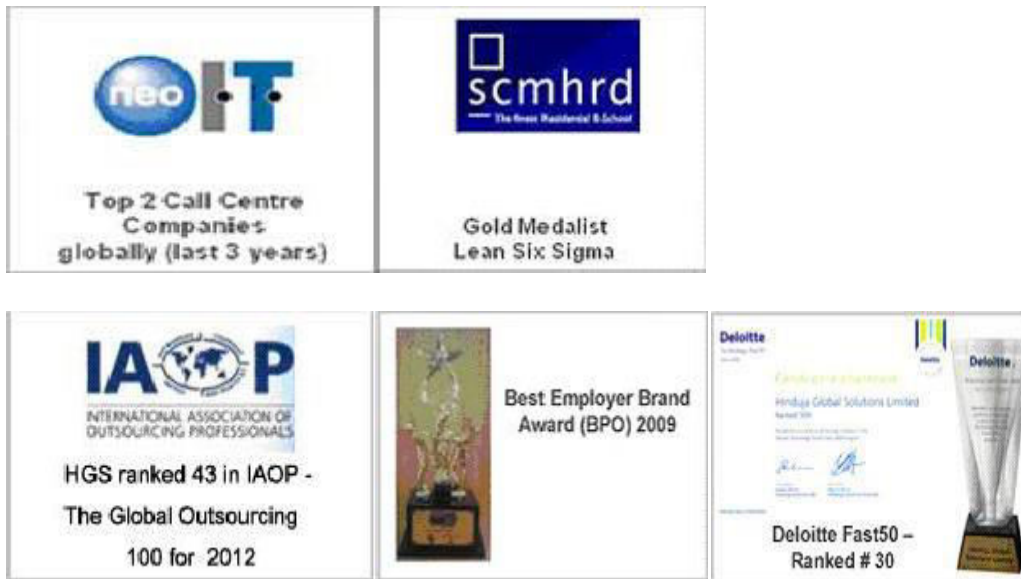 neo IT
Top 2 Call Centre
Companies
globally (last 3 years)
scmhrd
The finest Residential B-School
Gold Medalist
Lean Six Sigma
IAOP
INTERNATIONAL ASSOCIATION OF
OUTSOURCING PROFESSIONALS
HGS ranked 43 in IAOP -
The Global Outsourcing
100 for 2012
Best Employer Brand
Award (BPO) 2009
Deloitte
Hinduja Global Solutions Limited
Deloitte
Deloitte Fast50 –
Ranked # 30